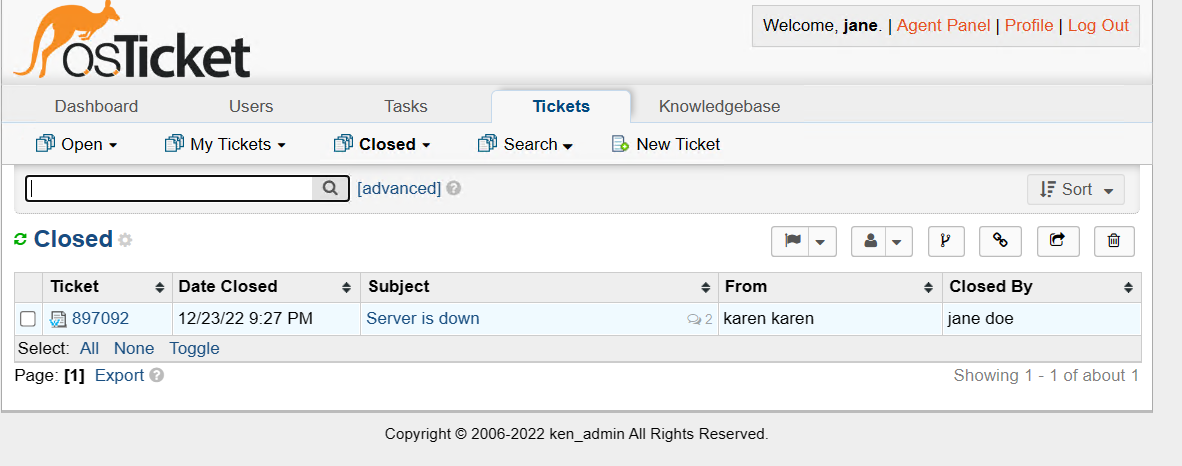 osTicket
Welcome, jane. | Agent Panel | Profile | Log Out
Dashboard Users Tasks Tickets Knowledgebase
Open My Tickets Closed Search New Ticket
[advanced] ? Sort
Closed
Ticket Date Closed Subject From Closed By
897092 12/23/22 9:27 PM Server is down 2 karen karen jane doe
Select: All None Toggle
Page: [1] Export ? Showing 1 - 1 of about 1
Copyright © 2006-2022 ken_admin All Rights Reserved.